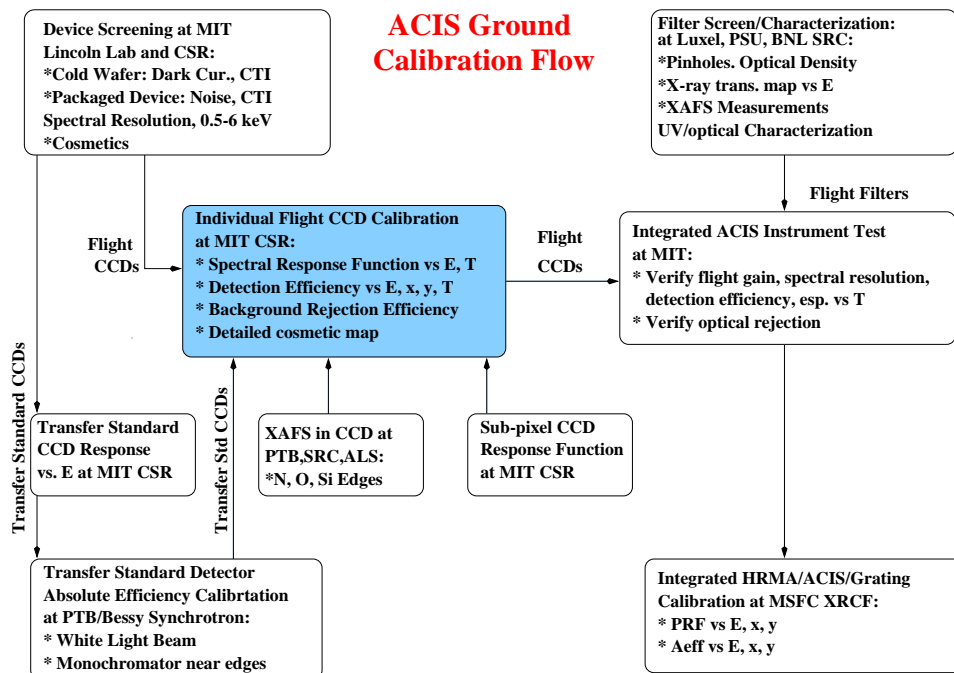 ACIS Ground
Calibration Flow
Device Screening at MIT
Lincoln Lab and CSR:
*Cold Wafer: Dark Cur., CTI
*Packaged Device: Noise, CTI
Spectral Resolution, 0.5-6 keV
*Cosmetics
Filter Screen/Characterization:
at Luxel, PSU, BNL SRC:
*Pinholes. Optical Density
*X-ray trans. map vs E
*XAFS Measurements
UV/optical Characterization
Flight
CCDs
Individual Flight CCD Calibration
at MIT CSR:
* Spectral Response Function vs E, T
* Detection Efficiency vs E, x, y, T
* Background Rejection Efficiency
* Detailed cosmetic map
Flight
CCDs
Flight Filters
Integrated ACIS Instrument Test
at MIT:
* Verify flight gain, spectral resolution,
detection efficiency, esp. vs T
* Verify optical rejection
Transfer Standard CCDs
Transfer Standard
CCD Response
vs. E at MIT CSR
Transfer Std CCDs
XAFS in CCD at
PTB,SRC,ALS:
*N, O, Si Edges
Sub-pixel CCD
Response Function
at MIT CSR
Transfer Standard Detector
Absolute Efficiency Calibrtation
at PTB/Bessy Synchrotron:
* White Light Beam
* Monochromator near edges
Integrated HRMA/ACIS/Grating
Calibration at MSFC XRCF:
* PRF vs E, x, y
* Aeff vs E, x, y